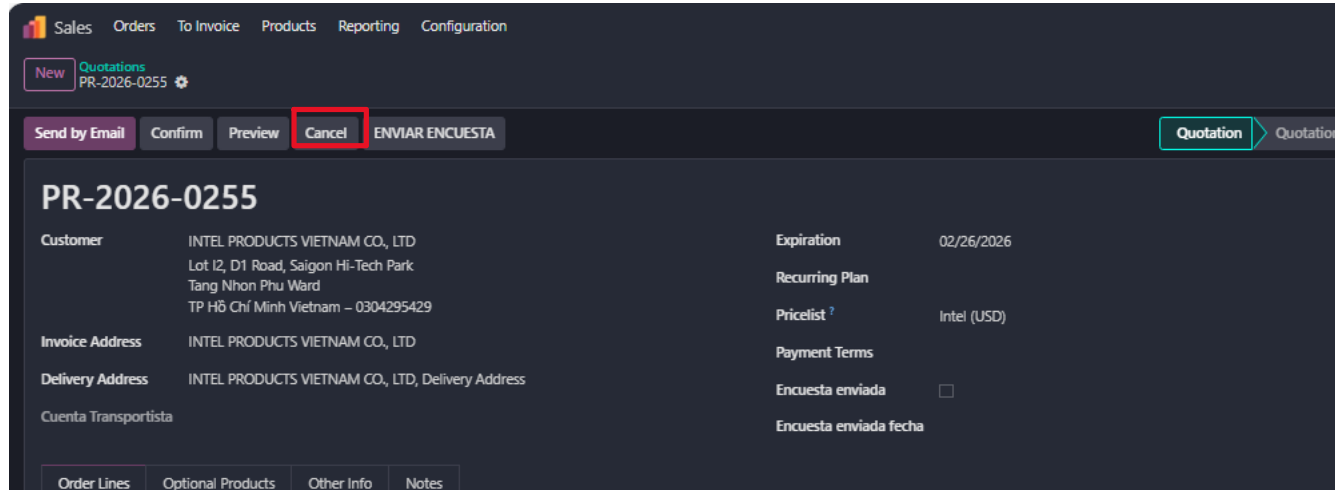 Sales Orders To Invoice Products Reporting Configuration
New Quotations
PR-2026-0255
Send by Email Confirm Preview Cancel ENVIAR ENCUESTA Quotation
PR-2026-0255
Customer INTEL PRODUCTS VIETNAM CO., LTD
Lot I2, D1 Road, Saigon Hi-Tech Park
Tang Nhon Phu Ward
TP Hồ Chí Minh Vietnam – 0304295429
Invoice Address INTEL PRODUCTS VIETNAM CO., LTD
Delivery Address INTEL PRODUCTS VIETNAM CO., LTD, Delivery Address
Cuenta Transportista
Expiration 02/26/2026
Recurring Plan
Pricelist ? Intel (USD)
Payment Terms
Encuesta enviada
Encuesta enviada fecha
Order Lines Optional Products Other Info Notes